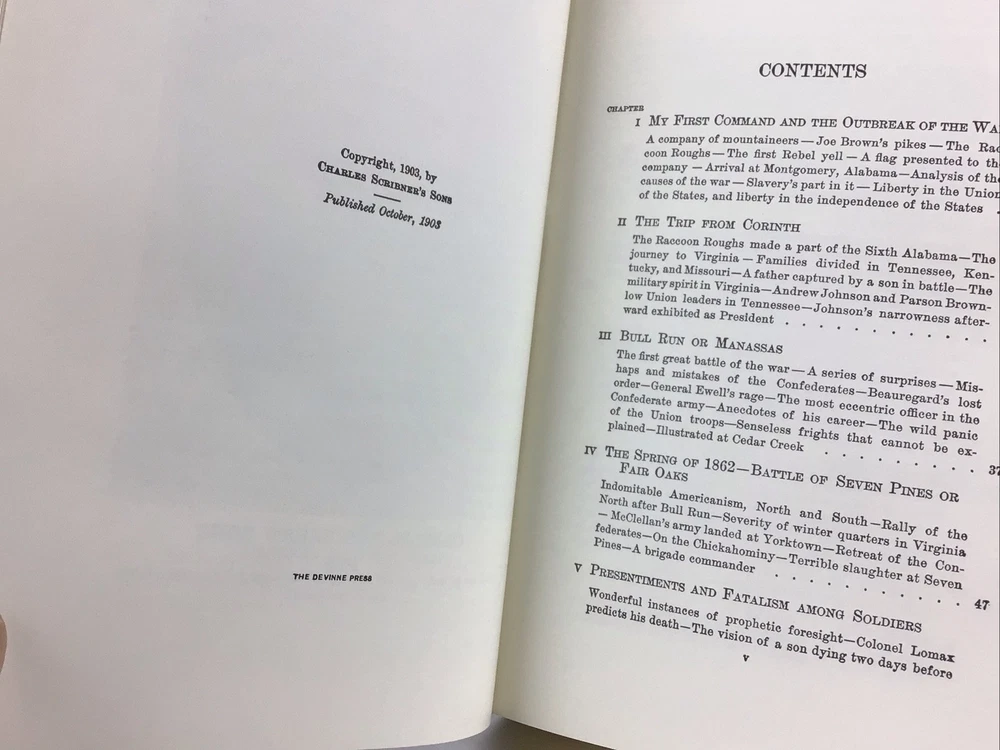 Copyright, 1903, by
CHARLES SCRIBNER'S SONS
Published October, 1903
THE DEVINNE PRESS
CONTENTS
CHAPTER
I MY FIRST COMMAND AND THE OUTBREAK OF THE WA
A company of mountaineers—Joe Brown's pikes—The Rac
coon Roughs—The first Rebel yell—A flag presented to th
company—Arrival at Montgomery, Alabama—Analysis of the
causes of the war—Slavery's part in it—Liberty in the Union
of the States, and liberty in the independence of the States
II THE TRIP FROM CORINTH
The Raccoon Roughs made a part of the Sixth Alabama—The
journey to Virginia—Families divided in Tennessee, Ken-
tucky, and Missouri—A father captured by a son in battle—The
military spirit in Virginia—Andrew Johnson and Parson Brown-
low Union leaders in Tennessee—Johnson's narrowness after-
ward exhibited as President . . . . . . . . . . .
III BULL RUN OR MANASSAS
The first great battle of the war—A series of surprises—Mis-
haps and mistakes of the Confederates—Beauregard's lost
order—General Ewell's rage—The most eccentric officer in the
Confederate army—Anecdotes of his career—The wild panic
of the Union troops—Senseless frights that cannot be ex-
plained—Illustrated at Cedar Creek . . . . . . . . . 37
IV THE SPRING OF 1862—BATTLE OF SEVEN PINES OR
FAIR OAKS
Indomitable Americanism, North and South—Rally of the
North after Bull Run—Severity of winter quarters in Virginia
—McClellan's army landed at Yorktown—Retreat of the Con-
federates—On the Chickahominy—Terrible slaughter at Seven
Pines—A brigade commander . . . . . . . . . . 47
V PRESENTIMENTS AND FATALISM AMONG SOLDIERS
Wonderful instances of prophetic foresight—Colonel Lomax
predicts his death—The vision of a son dying two days before
v